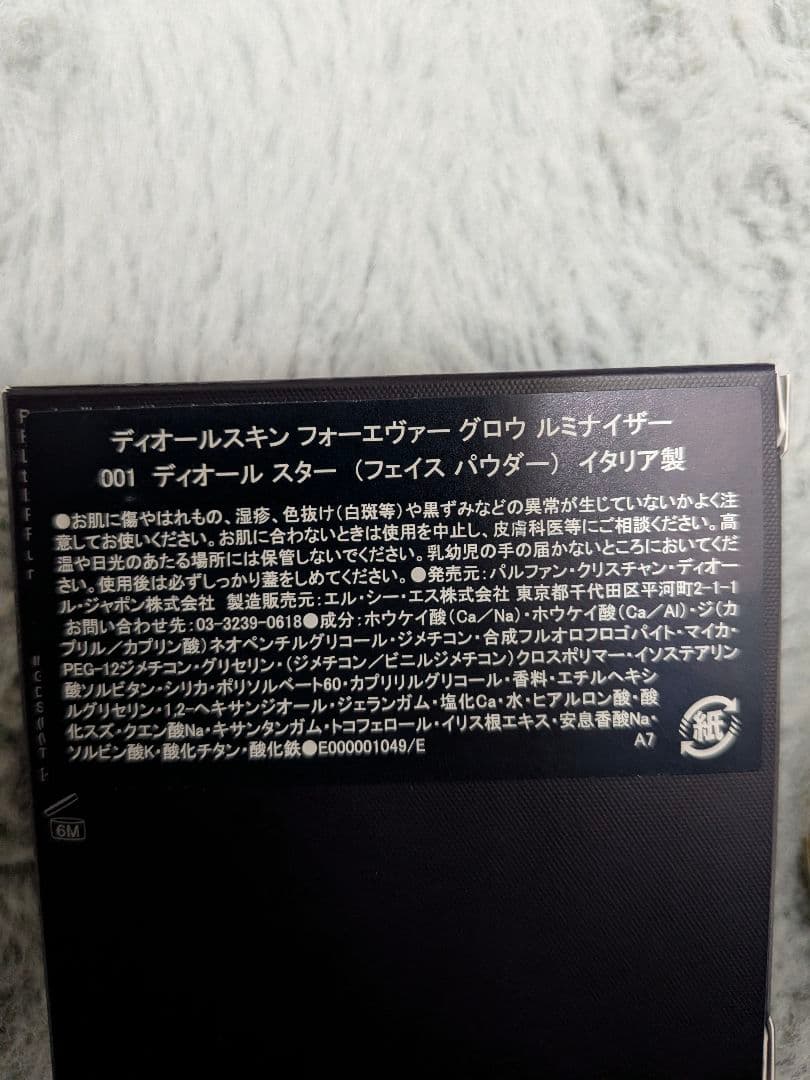 ディオールスキン フォーエヴァー グロウ ルミナイザー
001 ディオール スター (フェイス パウダー) イタリア製
●お肌に傷やはれもの、湿疹、色抜け(白斑等)や黒ずみなどの異常が生じていないかよく注
意してお使いください。お肌に合わないときは使用を中止し、皮膚科医等にご相談ください。高
温や日光のあたる場所には保管しないでください。乳幼児の手の届かないところにおいてくだ
さい。使用後は必ずしっかり蓋をしめてください。●発売元:パルファン・クリスチャン・ディオー
ル・ジャポン株式会社 製造販売元:エル・シー・エス株式会社 東京都千代田区平河町2-1-1
お問い合わせ先:03-3239-0618●成分:ホウケイ酸(Ca/Na)・ホウケイ酸(Ca/Al)・ジ(カ
プリル/カプリン酸)ネオペンチルグリコール・ジメチコン・合成フルオロフロゴパイト・マイカ・
PEG-12ジメチコン・グリセリン・(ジメチコン/ビニルジメチコン)クロスポリマー・イソステアリン
酸ソルビタン・シリカ・ポリソルベート60・カプリリルグリコール・香料・エチルヘキシ
ルグリセリン・1,2-ヘキサンジオール・ジェランガム・塩化Ca・水・ヒアルロン酸・酸
化スズ・クエン酸Na・キサンタンガム・トコフェロール・イリス根エキス・安息香酸Na・
ソルビン酸K・酸化チタン・酸化鉄●E000001049/E
A7
紙
6M